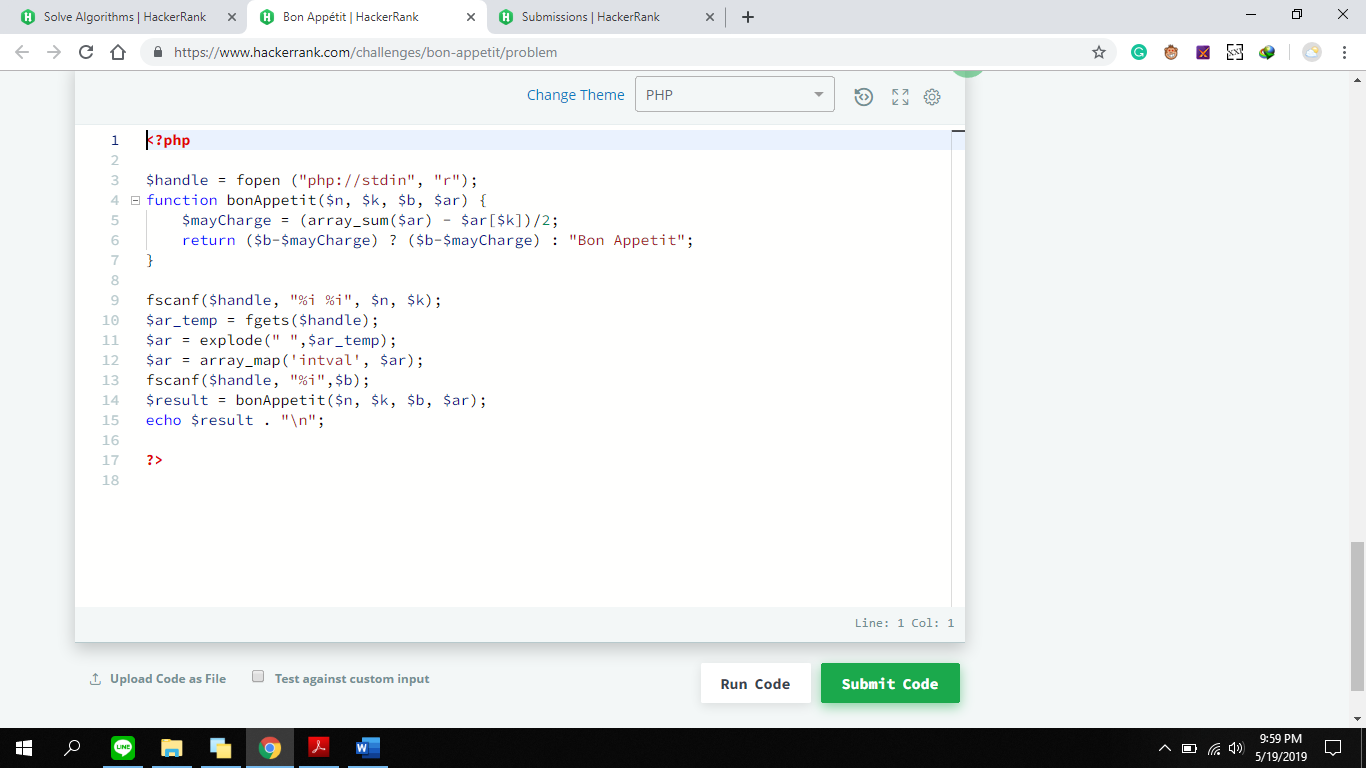 Solve Algorithms | HackerRank
Bon Appétit | HackerRank
Submissions | HackerRank
https://www.hackerrank.com/challenges/bon-appetit/problem
Change Theme PHP
1 <?php
2
3 $handle = fopen ("php://stdin", "r");
4 function bonAppetit($n, $k, $b, $ar) {
5 $mayCharge = (array_sum($ar) - $ar[$k])/2;
6 return ($b-$mayCharge) ? ($b-$mayCharge) : "Bon Appetit";
7 }
8
9 fscanf($handle, "%i %i", $n, $k);
10 $ar_temp = fgets($handle);
11 $ar = explode(" ",$ar_temp);
12 $ar = array_map('intval', $ar);
13 fscanf($handle, "%i",$b);
14 $result = bonAppetit($n, $k, $b, $ar);
15 echo $result . "\n";
16
17 ?>
18
Line: 1 Col: 1
Upload Code as File Test against custom input Run Code Submit Code
LINE
9:59 PM
5/19/2019